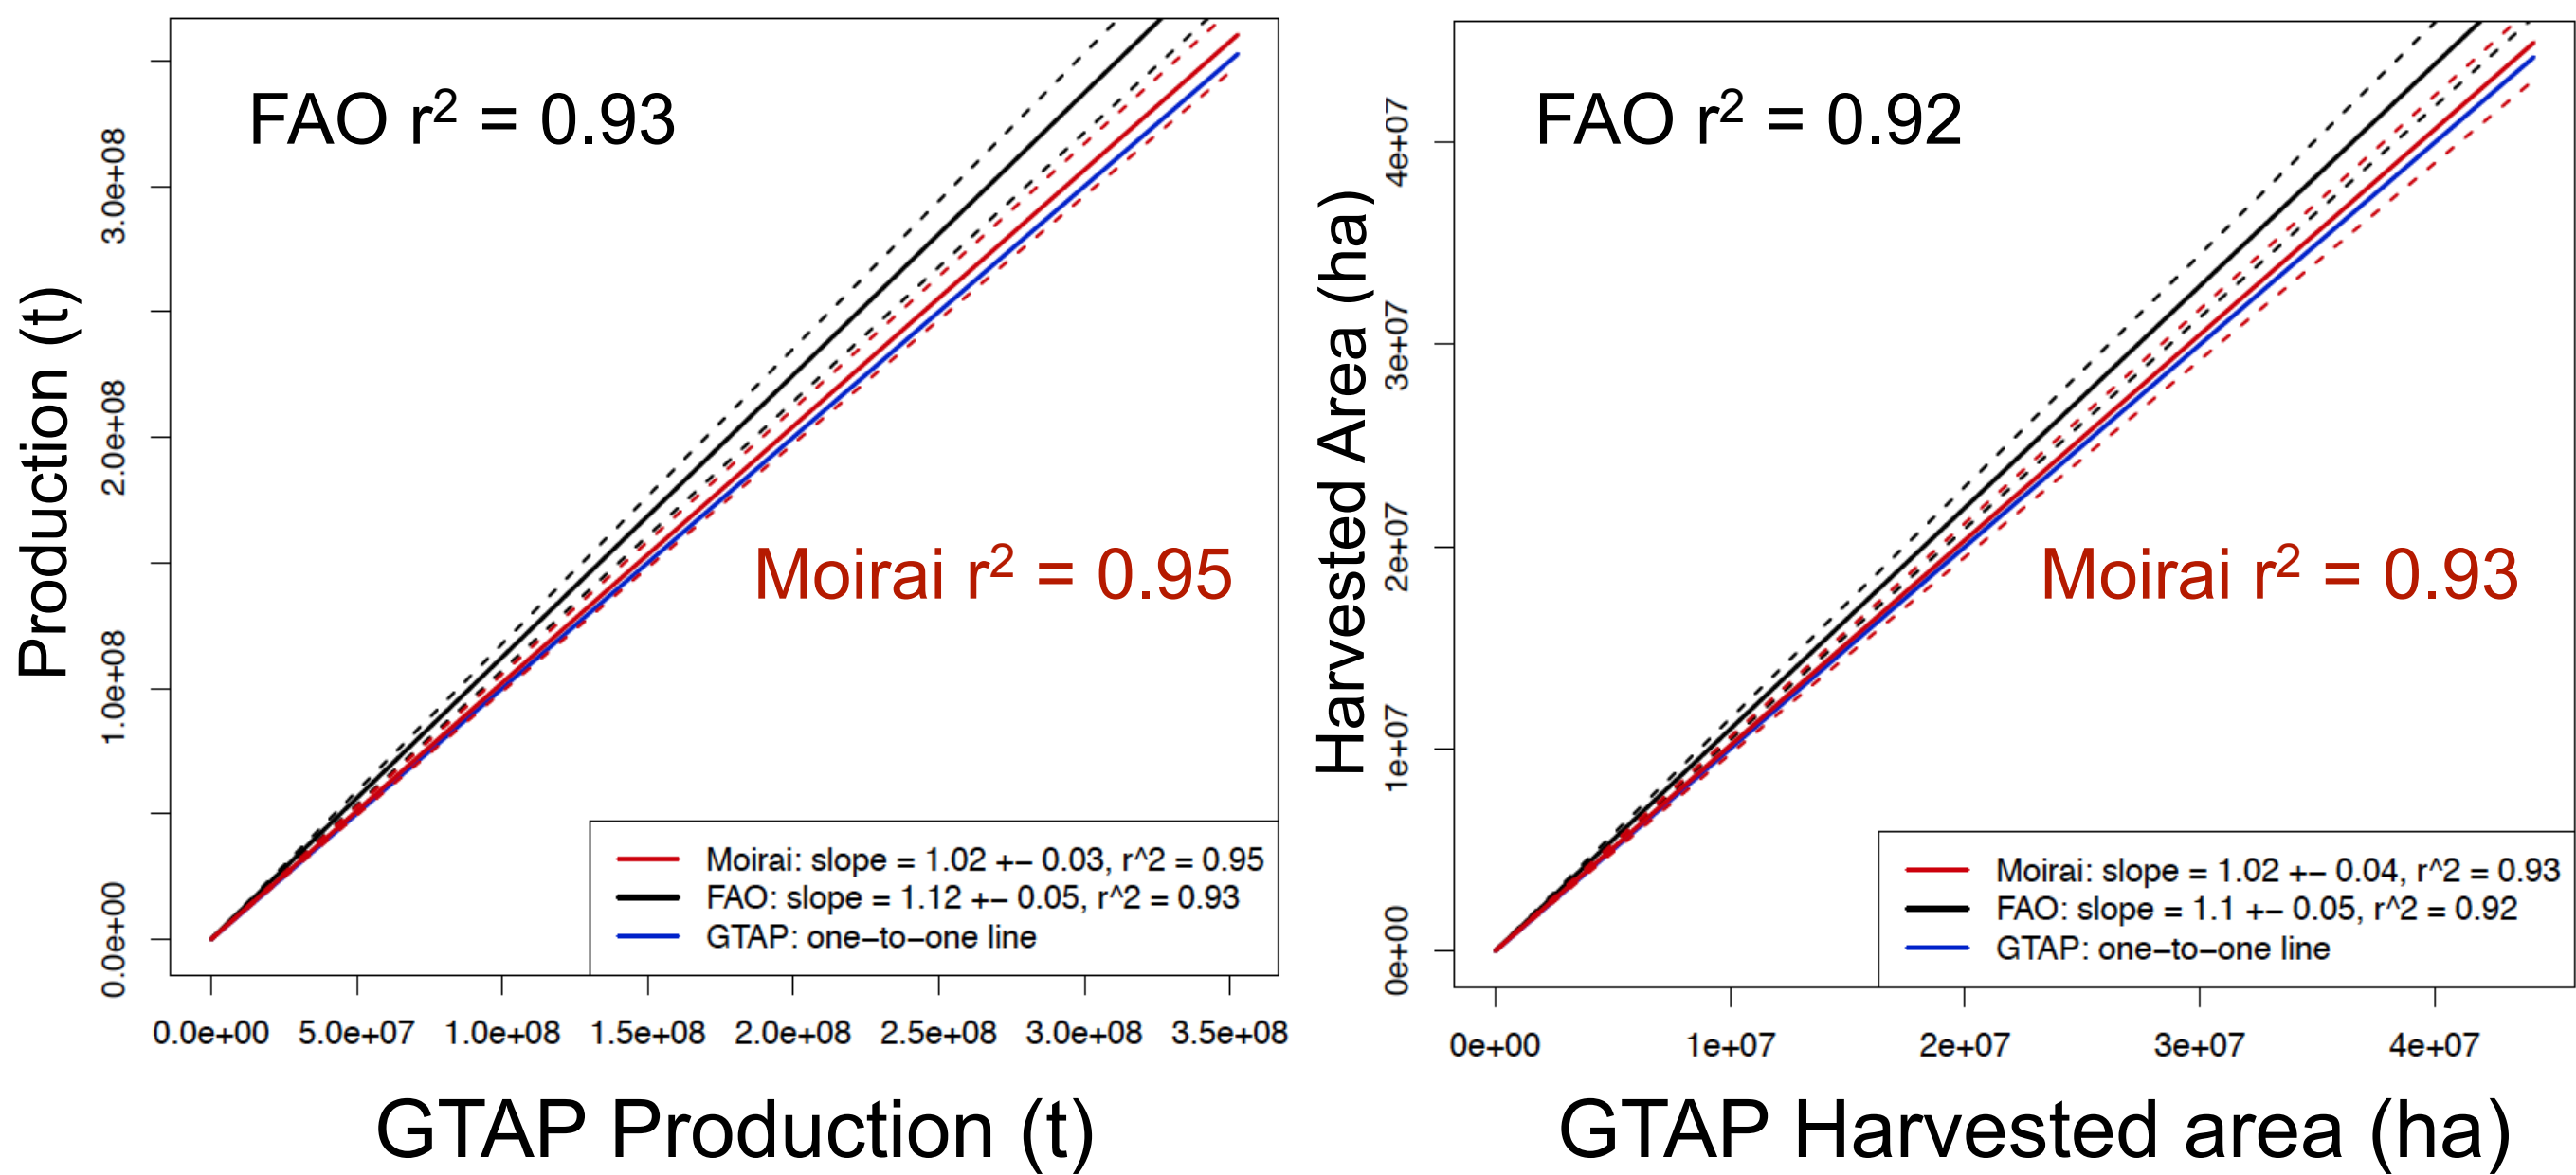 FAO r2 = 0.93
Moirai r2 = 0.95
Production (t)
3.0e+08
2.0e+08
1.0e+08
0.0e+00
Moirai: slope = 1.02 +− 0.03, r^2 = 0.95
FAO: slope = 1.12 +− 0.05, r^2 = 0.93
GTAP: one−to−one line
0.0e+00 5.0e+07 1.0e+08 1.5e+08 2.0e+08 2.5e+08 3.0e+08 3.5e+08
GTAP Production (t)
FAO r2 = 0.92
Moirai r2 = 0.93
Harvested Area (ha)
4e+07
3e+07
2e+07
1e+07
0e+00
Moirai: slope = 1.02 +− 0.04, r^2 = 0.93
FAO: slope = 1.1 +− 0.05, r^2 = 0.92
GTAP: one−to−one line
0e+00 1e+07 2e+07 3e+07 4e+07
GTAP Harvested area (ha)